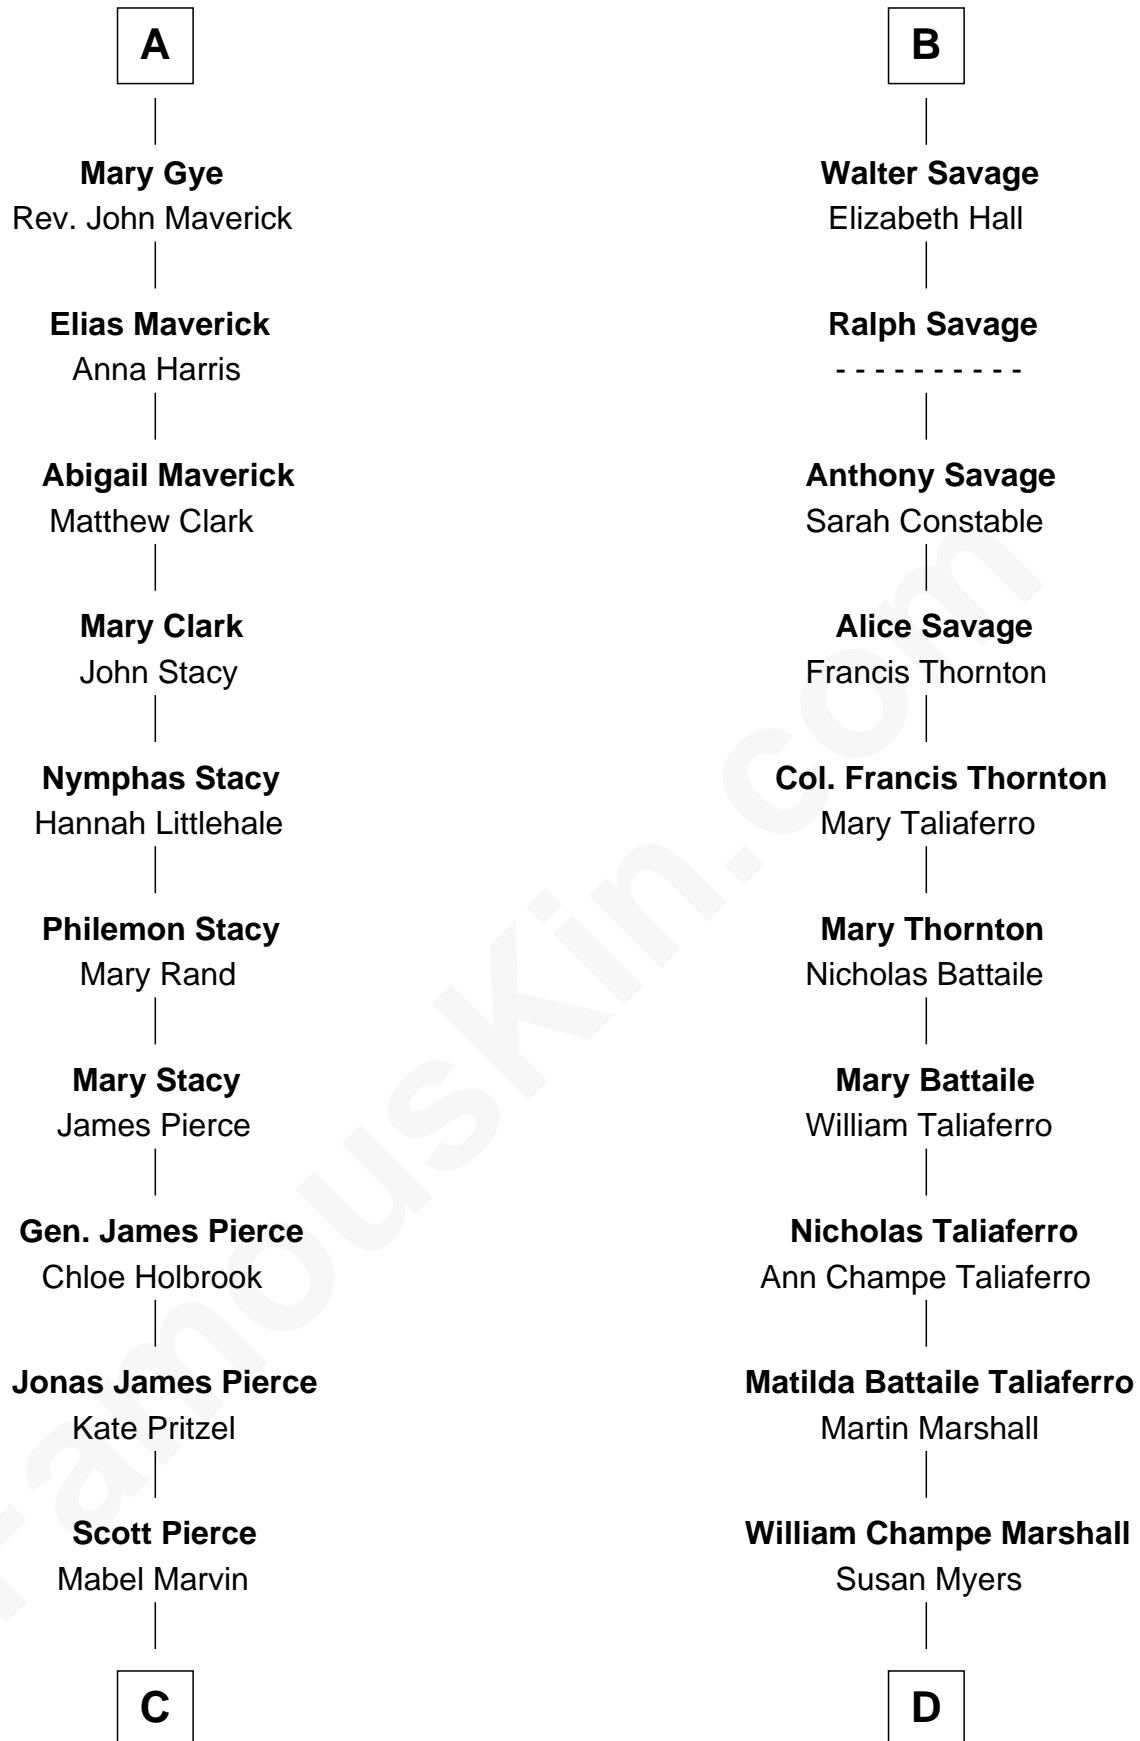 A
Mary Gye
Rev. John Maverick
Elias Maverick
Anna Harris
Abigail Maverick
Matthew Clark
Mary Clark
John Stacy
Nymphas Stacy
Hannah Littlehale
Philemon Stacy
Mary Rand
Mary Stacy
James Pierce
Gen. James Pierce
Chloe Holbrook
Jonas James Pierce
Kate Pritzel
Scott Pierce
Mabel Marvin
C
B
Walter Savage
Elizabeth Hall
Ralph Savage
- - - - - - - - - -
Anthony Savage
Sarah Constable
Alice Savage
Francis Thornton
Col. Francis Thornton
Mary Taliaferro
Mary Thornton
Nicholas Battaile
Mary Battaile
William Taliaferro
Nicholas Taliaferro
Ann Champe Taliaferro
Matilda Battaile Taliaferro
Martin Marshall
William Champe Marshall
Susan Myers
D
FamousKin.com